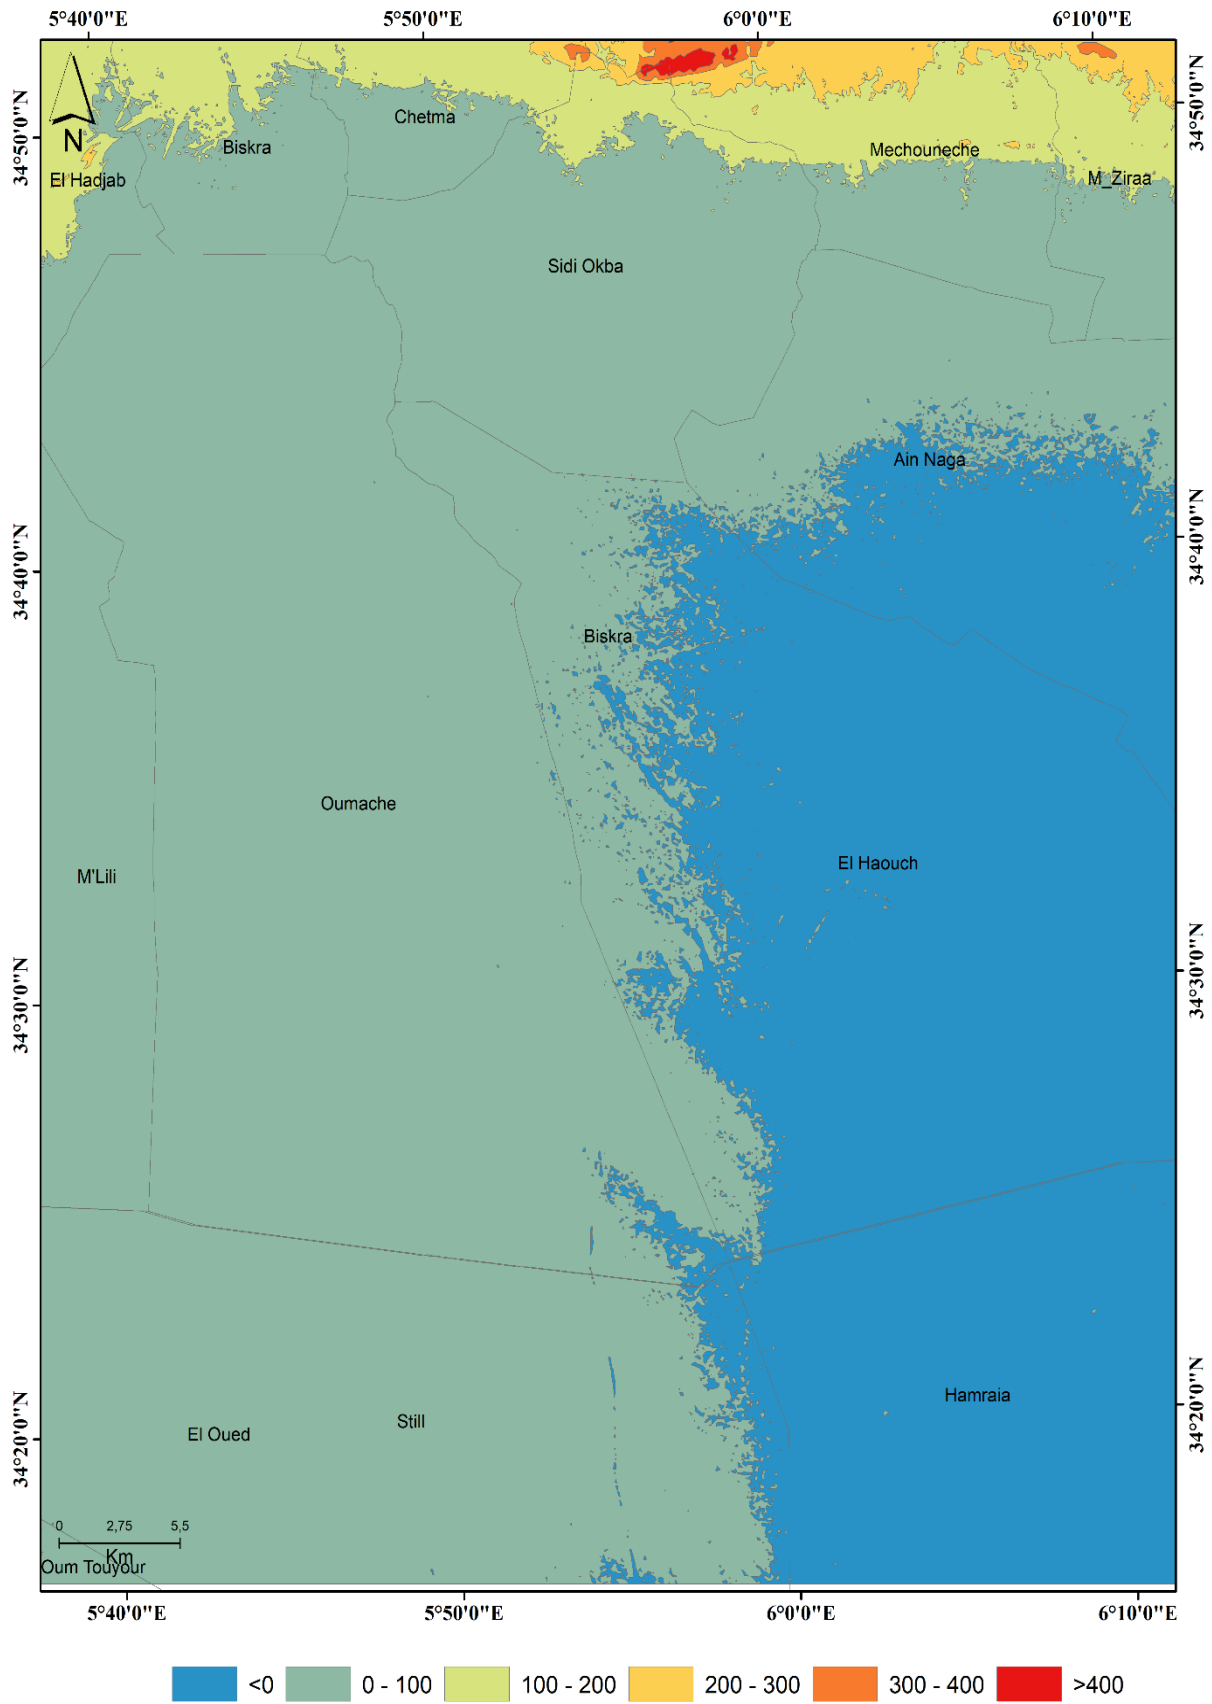 5°40'0"E 5°50'0"E 6°0'0"E 6°10'0"E
34°50'0"N
34°50'0"N
N
Chetma
Biskra
Mechouneche
El Hadjab
M_Ziraa
Sidi Okba
Ain Naga
34°40'0"N
34°40'0"N
Biskra
Oumache
El Haouch
M'Lili
34°30'0"N
34°30'0"N
Hamraia
34°20'0"N
Still
El Oued
34°20'0"N
0 2,75 5,5
Km
Oum Touyour
5°40'0"E 5°50'0"E 6°0'0"E 6°10'0"E
<0 0 - 100 100 - 200 200 - 300 300 - 400 >400